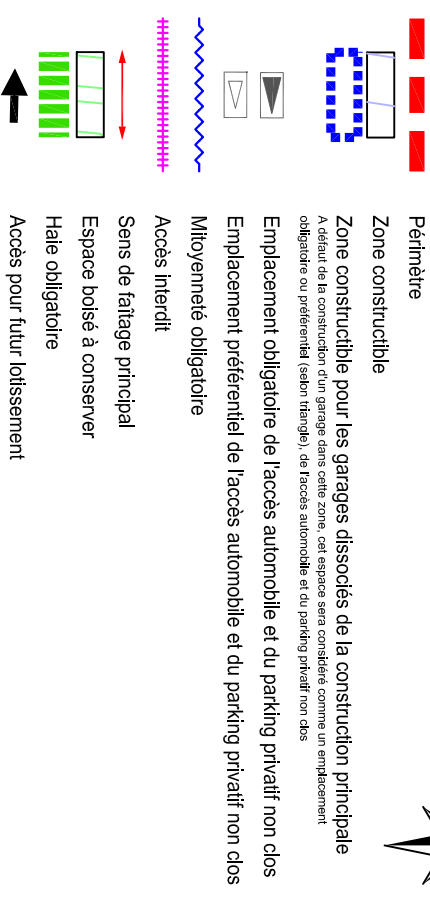 Périmètre
Zone constructible
Zone constructible pour les garages dissociés de la construction principale
A défaut de la construction d'un garage dans cette zone, cet espace sera considéré comme un emplacement
obligatoire ou préférentiel (selon triangle), de l'accès automobile et du parking privatif non clos
Emplacement obligatoire de l'accès automobile et du parking privatif non clos
Emplacement préférentiel de l'accès automobile et du parking privatif non clos
Mitoyenneté obligatoire
Accès interdit
Sens de faîtage principal
Espace boisé à conserver
Haie obligatoire
Accès pour futur lotissement